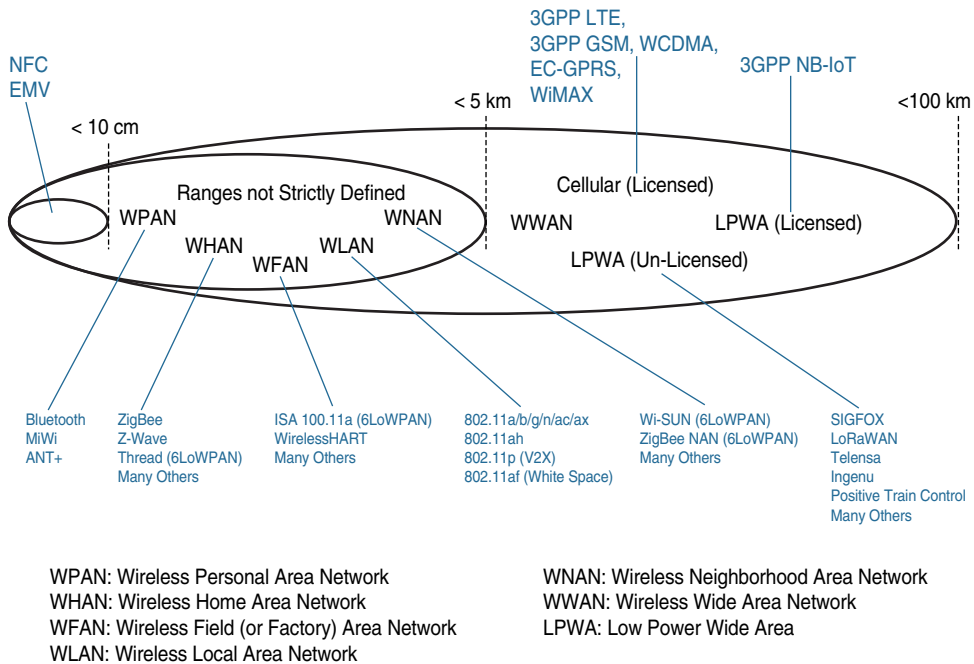 3GPP LTE,
3GPP GSM, WCDMA,
EC-GPRS,
WiMAX
NFC
EMV
3GPP NB-IoT
< 10 cm
< 5 km
<100 km
Ranges not Strictly Defined
Cellular (Licensed)
WPAN
WNAN
WWAN
LPWA (Licensed)
WHAN
WLAN
WFAN
LPWA (Un-Licensed)
Bluetooth
MiWi
ANT+
ZigBee
Z-Wave
Thread (6LoWPAN)
Many Others
ISA 100.11a (6LoWPAN)
WirelessHART
Many Others
802.11a/b/g/n/ac/ax
802.11ah
802.11p (V2X)
802.11af (White Space)
Wi-SUN (6LoWPAN)
ZigBee NAN (6LoWPAN)
Many Others
SIGFOX
LoRaWAN
Telensa
Ingenu
Positive Train Control
Many Others
WPAN: Wireless Personal Area Network
WHAN: Wireless Home Area Network
WFAN: Wireless Field (or Factory) Area Network
WLAN: Wireless Local Area Network
WNAN: Wireless Neighborhood Area Network
WWAN: Wireless Wide Area Network
LPWA: Low Power Wide Area